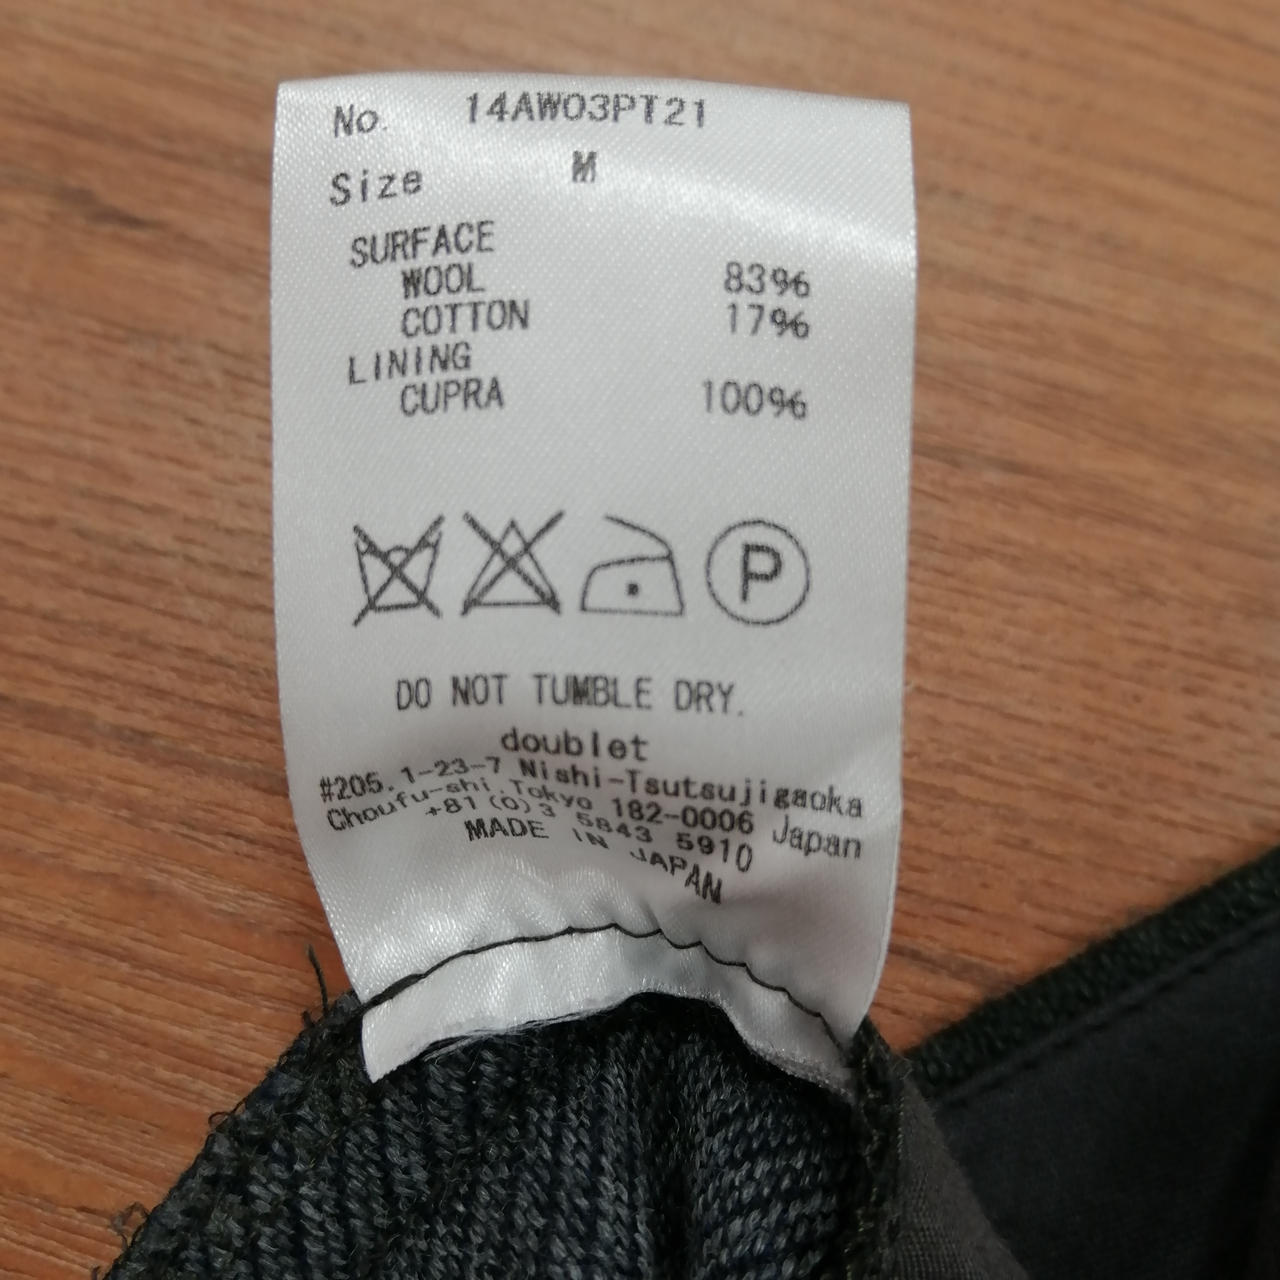 No. 14AW03PT21
Size M
SURFACE
WOOL 83%
COTTON 17%
LINING
CUPRA 100%
P
DO NOT TUMBLE DRY.
doublet
#205. 1-23-7 Nishi-Tsutsujigaoka
Choufu-shi. Tokyo 182-0006 Japan
+81(0)3 5843 5910
MADE IN JAPAN